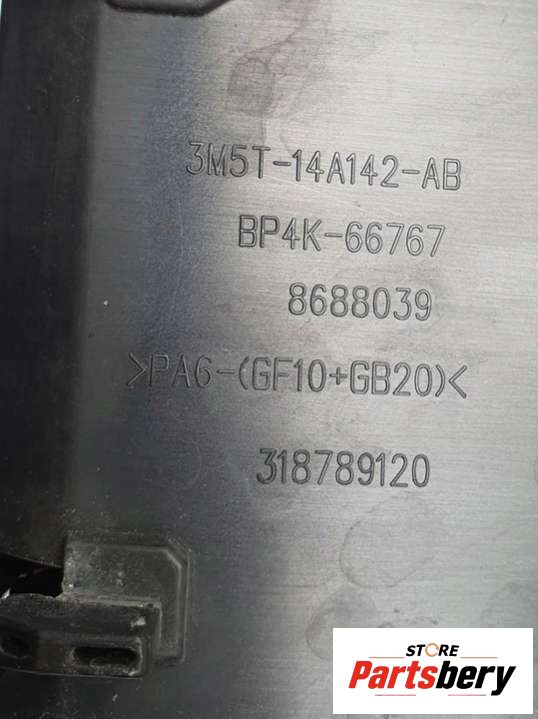 3M5T-14A142-AB
BP4K-66767
8688039
>PA6-(GF10+GB20)<
318789120
STORE
Partsbery